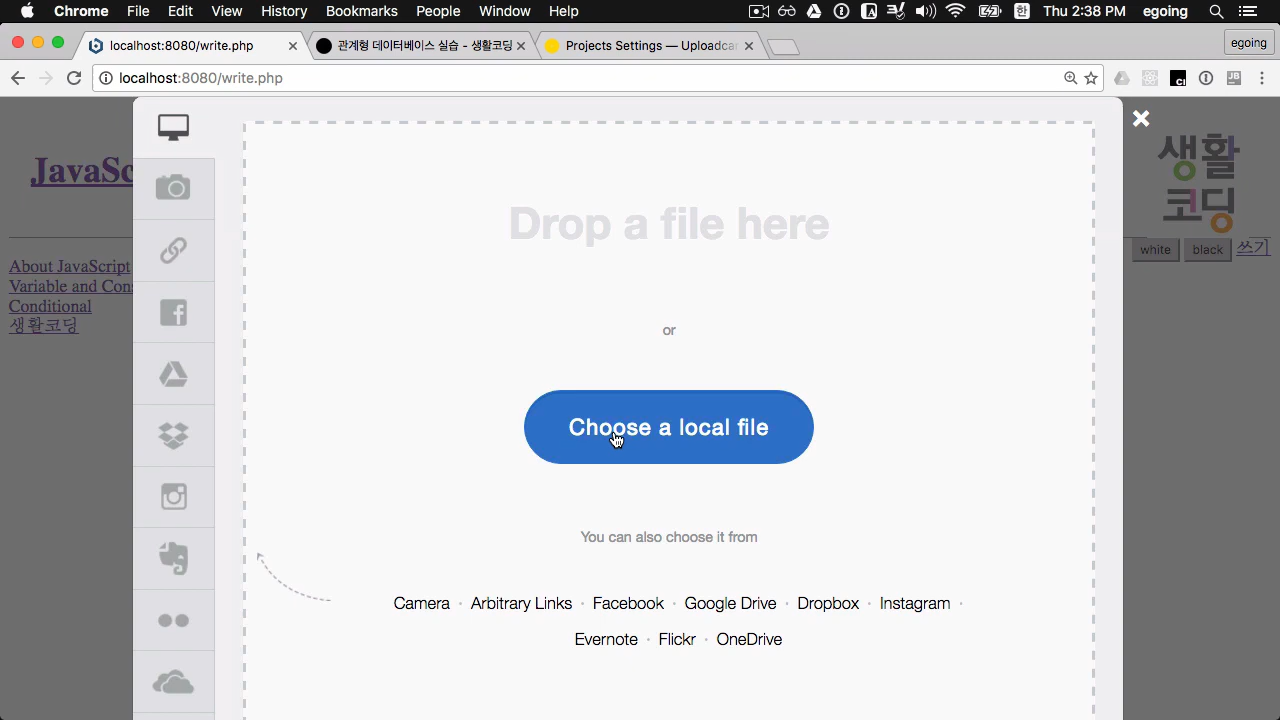 Chrome File Edit View History Bookmarks People Window Help 한 Thu 2:38 PM egoing
localhost:8080/write.php 관계형 데이터베이스 실습 - 생활코딩 Projects Settings — Uploadcar egoing
localhost:8080/write.php
JavaSc
생활
코딩
Drop a file here
white black 쓰기
About JavaScript
Variable and Cons
Conditional
생활코딩
or
Choose a local file
You can also choose it from
Camera · Arbitrary Links · Facebook · Google Drive · Dropbox · Instagram ·
Evernote · Flickr · OneDrive